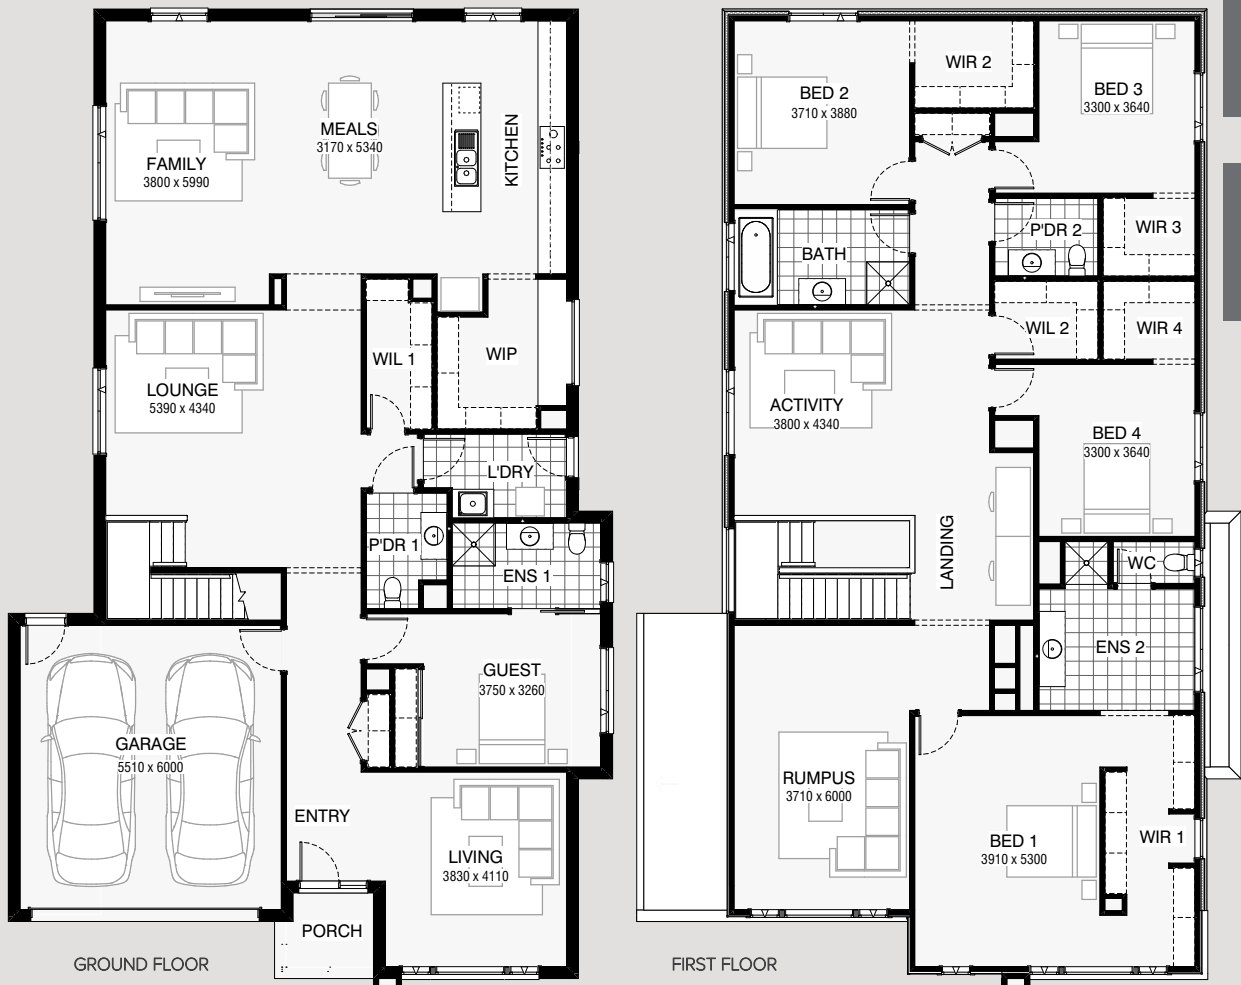 FAMILY
3800 x 5990
MEALS
3170 x 5340
KITCHEN
LOUNGE
5390 x 4340
WIL 1
WIP
L'DRY
P'DR 1
ENS 1
GUEST
3750 x 3260
GARAGE
5510 x 6000
ENTRY
LIVING
3830 x 4110
PORCH
GROUND FLOOR
BED 2
3710 x 3880
WIR 2
BED 3
3300 x 3640
BATH
P'DR 2
WIR 3
WIL 2
WIR 4
ACTIVITY
3800 x 4340
BED 4
3300 x 3640
LANDING
WC
ENS 2
RUMPUS
3710 x 6000
BED 1
3910 x 5300
WIR 1
FIRST FLOOR